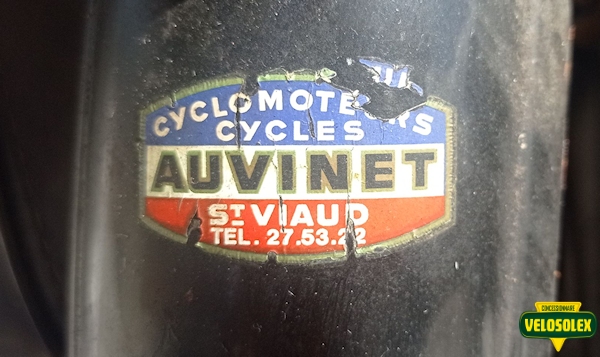 CYCLOMOTEURS
CYCLES
AUVINET
ST VIAUD
TEL. 27.53.22
CONCESSIONNAIRE
VELOSOLEX